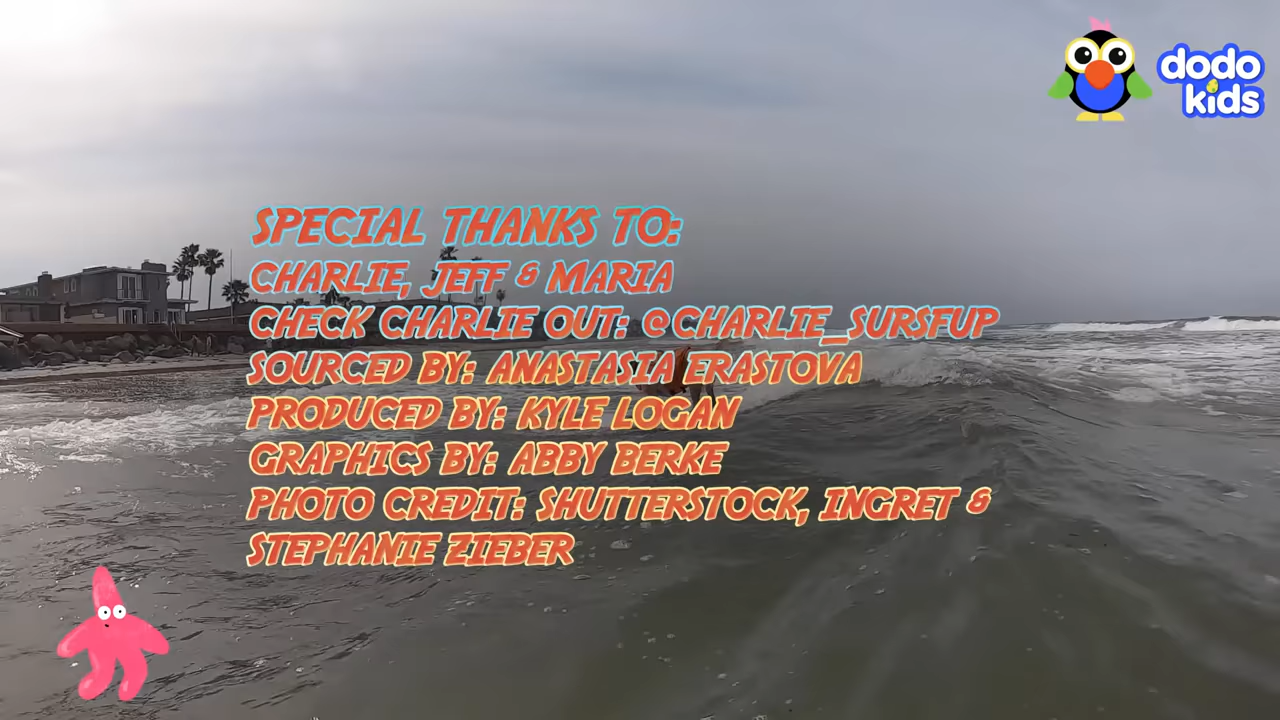 dodo
kids
SPECIAL THANKS TO:
CHARLIE, JEFF & MARIA
CHECK CHARLIE OUT: @CHARLIE_SURSFUP
SOURCED BY: ANASTASIA ERASTOVA
PRODUCED BY: KYLE LOGAN
GRAPHICS BY: ABBY BERKE
PHOTO CREDIT: SHUTTERSTOCK, INGRET &
STEPHANIE ZIEBER